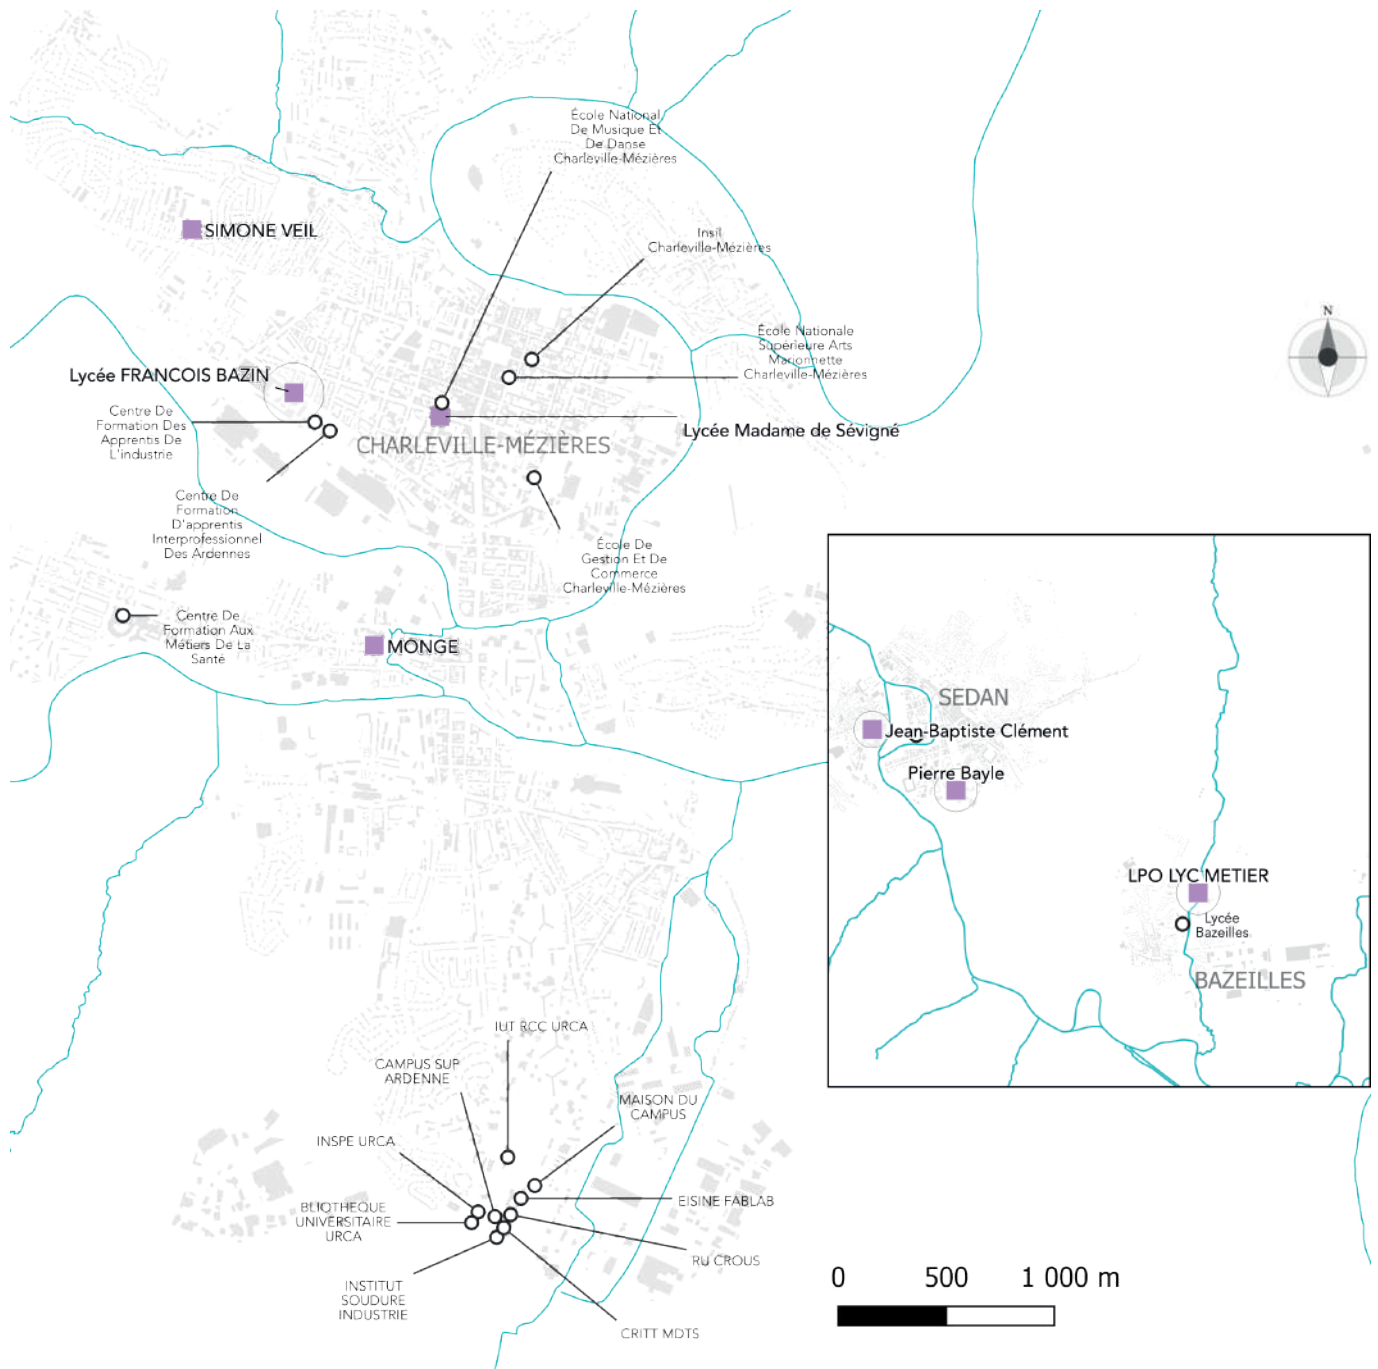 École National
De Musique Et
De Danse
Charleville-Mézières
SIMONE VEIL
Insil
Charleville-Mézières
N
École Nationale
Supérieure Arts
Marionnette
Charleville-Mézières
Lycée FRANCOIS BAZIN
Centre De
Formation Des
Apprentis De
L'industrie
Lycée Madame de Sévigné
CHARLEVILLE-MÉZIÈRES
Centre De
Formation
D'apprentis
Interprofessionnel
Des Ardennes
École De
Gestion Et De
Commerce
Charleville-Mézières
Centre De
Formation Aux
Métiers De La
Santé
MONGE
SEDAN
Jean-Baptiste Clément
Pierre Bayle
LPO LYC METIER
Lycée
Bazeilles
BAZEILLES
IUT RCC URCA
CAMPUS SUP
ARDENNE
MAISON DU
CAMPUS
INSPE URCA
EISINE FABLAB
BLIOTHEQUE
UNIVERSITAIRE
URCA
RU CROUS
INSTITUT
SOUDURE
INDUSTRIE
CRITT MDTS
0 500 1 000 m